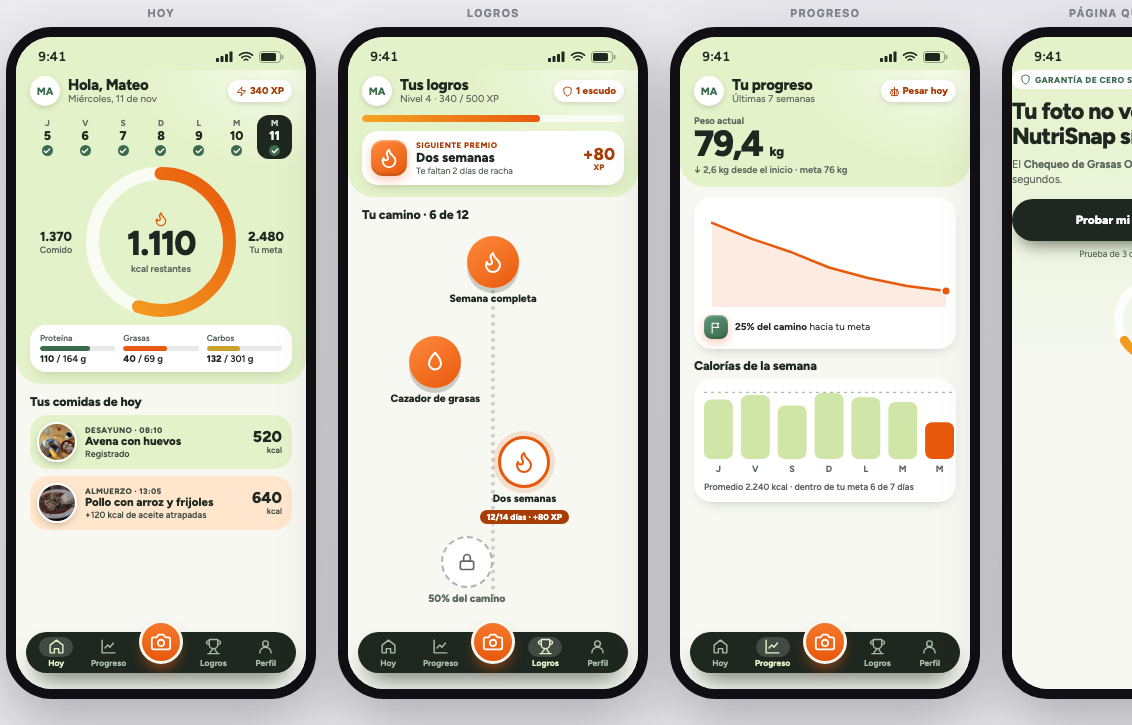 HOY
9:41
MA
Hola, Mateo
Miércoles, 11 de nov
340 XP
J V S D L M M
5 6 7 8 9 10 11
1.370
Comido
1.110
kcal restantes
2.480
Tu meta
Proteína Grasas Carbos
110 / 164 g 40 / 69 g 132 / 301 g
Tus comidas de hoy
DESAYUNO · 08:10
Avena con huevos
Registrado
520
kcal
ALMUERZO · 13:05
Pollo con arroz y frijoles
+120 kcal de aceite atrapadas
640
kcal
Hoy Progreso Logros Perfil
LOGROS
9:41
MA
Tus logros
Nivel 4 · 340 / 500 XP
1 escudo
SIGUIENTE PREMIO
Dos semanas
Te faltan 2 días de racha
+80
XP
Tu camino · 6 de 12
Semana completa
Cazador de grasas
Dos semanas
12/14 días · +80 XP
50% del camino
Hoy Progreso Logros Perfil
PROGRESO
9:41
MA
Tu progreso
Últimas 7 semanas
Pesar hoy
Peso actual
79,4 kg
↓ 2,6 kg desde el inicio · meta 76 kg
25% del camino hacia tu meta
Calorías de la semana
J V S D L M M
Promedio 2.240 kcal · dentro de tu meta 6 de 7 días
Hoy Progreso Logros Perfil
PÁGINA
9:41
GARANTÍA DE CERO
Tu foto no
NutriSnap
El Chequeo de Grasas
segundos.
Probar mi
Prueba de 3